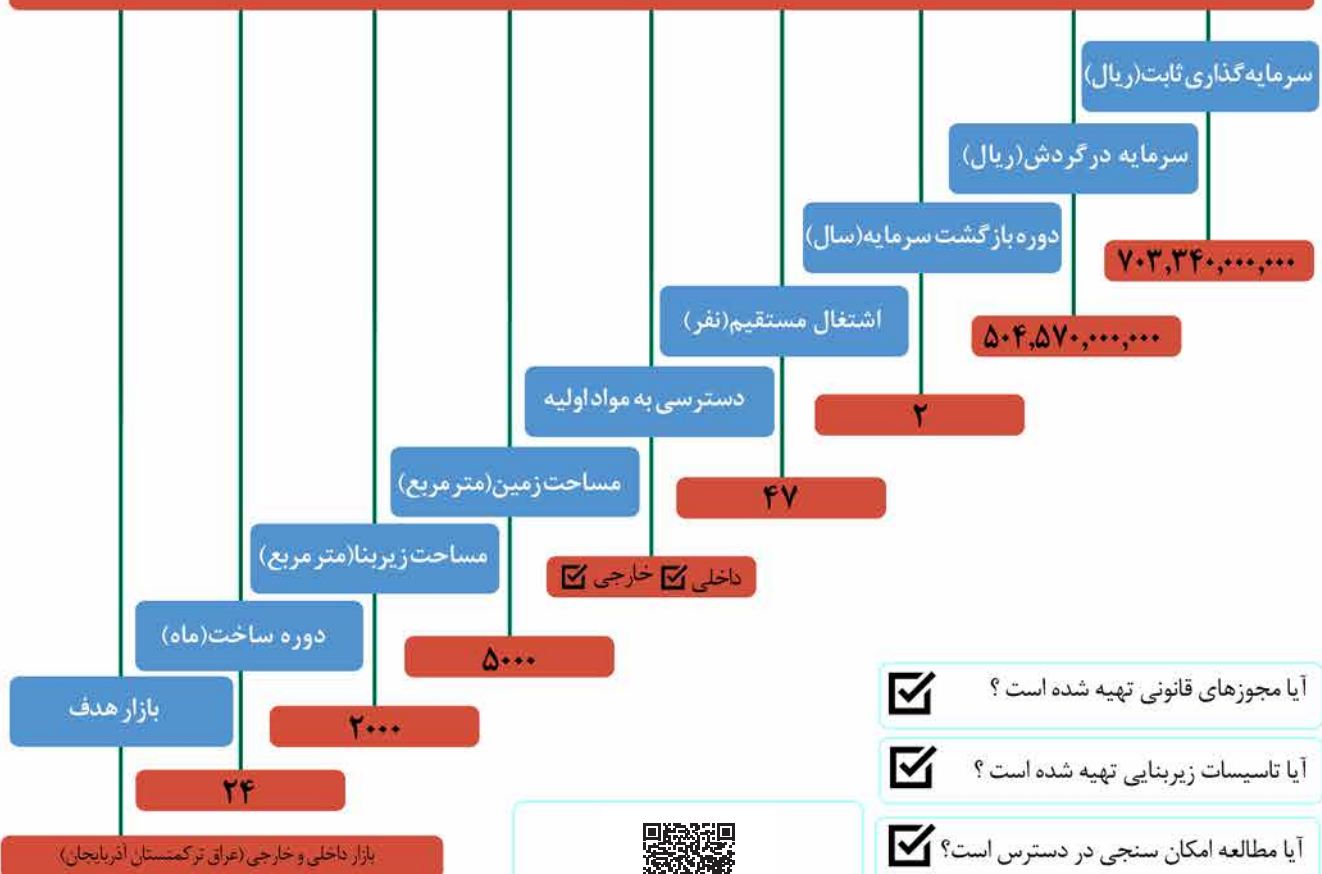 سرمایه‌گذاری ثابت(ریال)
۷۰۳,۳۴۰,۰۰۰,۰۰۰
سرمایه در گردش(ریال)
۵۰۴,۵۷۰,۰۰۰,۰۰۰
دوره بازگشت سرمایه(سال)
۲
اشتغال مستقیم(نفر)
۴۷
دسترسی به مواد اولیه
داخلی ☑ خارجی ☑
مساحت زمین(متر مربع)
۵۰۰۰
مساحت زیربنا(متر مربع)
۲۰۰۰
دوره ساخت(ماه)
۲۴
بازار هدف
بازار داخلی و خارجی (عراق ترکمتستان آذربایجان)
آیا مجوزهای قانونی تهیه شده است ؟ ☑
آیا تاسیسات زیربنایی تهیه شده است ؟ ☑
آیا مطالعه امکان سنجی در دسترس است؟ ☑